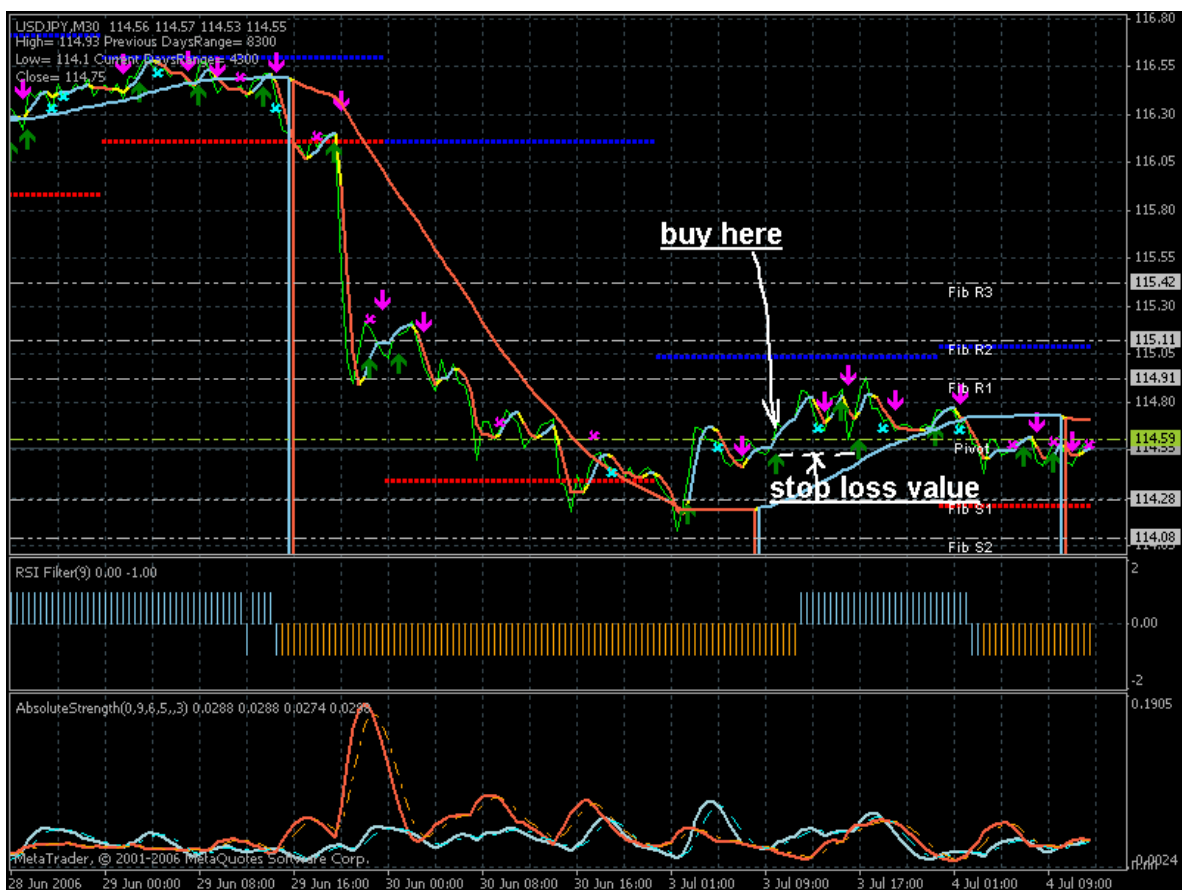 USDJPY,M30 114.56 114.57 114.53 114.55
High= 114.93 Previous DaysRange= 8300
Low= 114.1 Current DaysRange= 4300
Close= 114.75
116.80
116.55
116.30
116.05
115.80
buy here
115.55
115.42
Fib R3
115.30
115.11
Fib R2
115.05
114.91
Fib R1
114.80
114.59
Pivot
114.55
stop loss value
114.28
Fib S1
114.08
Fib S2
114.05
RSI Filter(9) 0.00 -1.00
2
0.00
-2
AbsoluteStrength(0,9,6,5,,3) 0.0288 0.0288 0.0274 0.0288
0.1905
MetaTrader, © 2001-2006 MetaQuotes Software Corp.
0.0024
28 Jun 2006 29 Jun 00:00 29 Jun 08:00 29 Jun 16:00 30 Jun 00:00 30 Jun 08:00 30 Jun 16:00 3 Jul 01:00 3 Jul 09:00 3 Jul 17:00 4 Jul 01:00 4 Jul 09:00